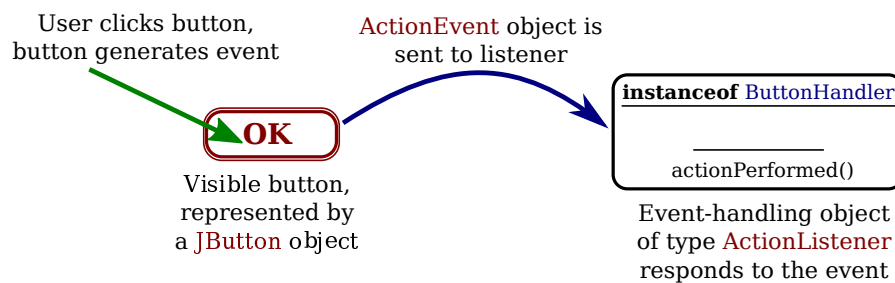 User clicks button,
button generates event
ActionEvent object is
sent to listener
instanceof ButtonHandler
OK
actionPerformed()
Visible button,
represented by
a JButton object
Event-handling object
of type ActionListener
responds to the event